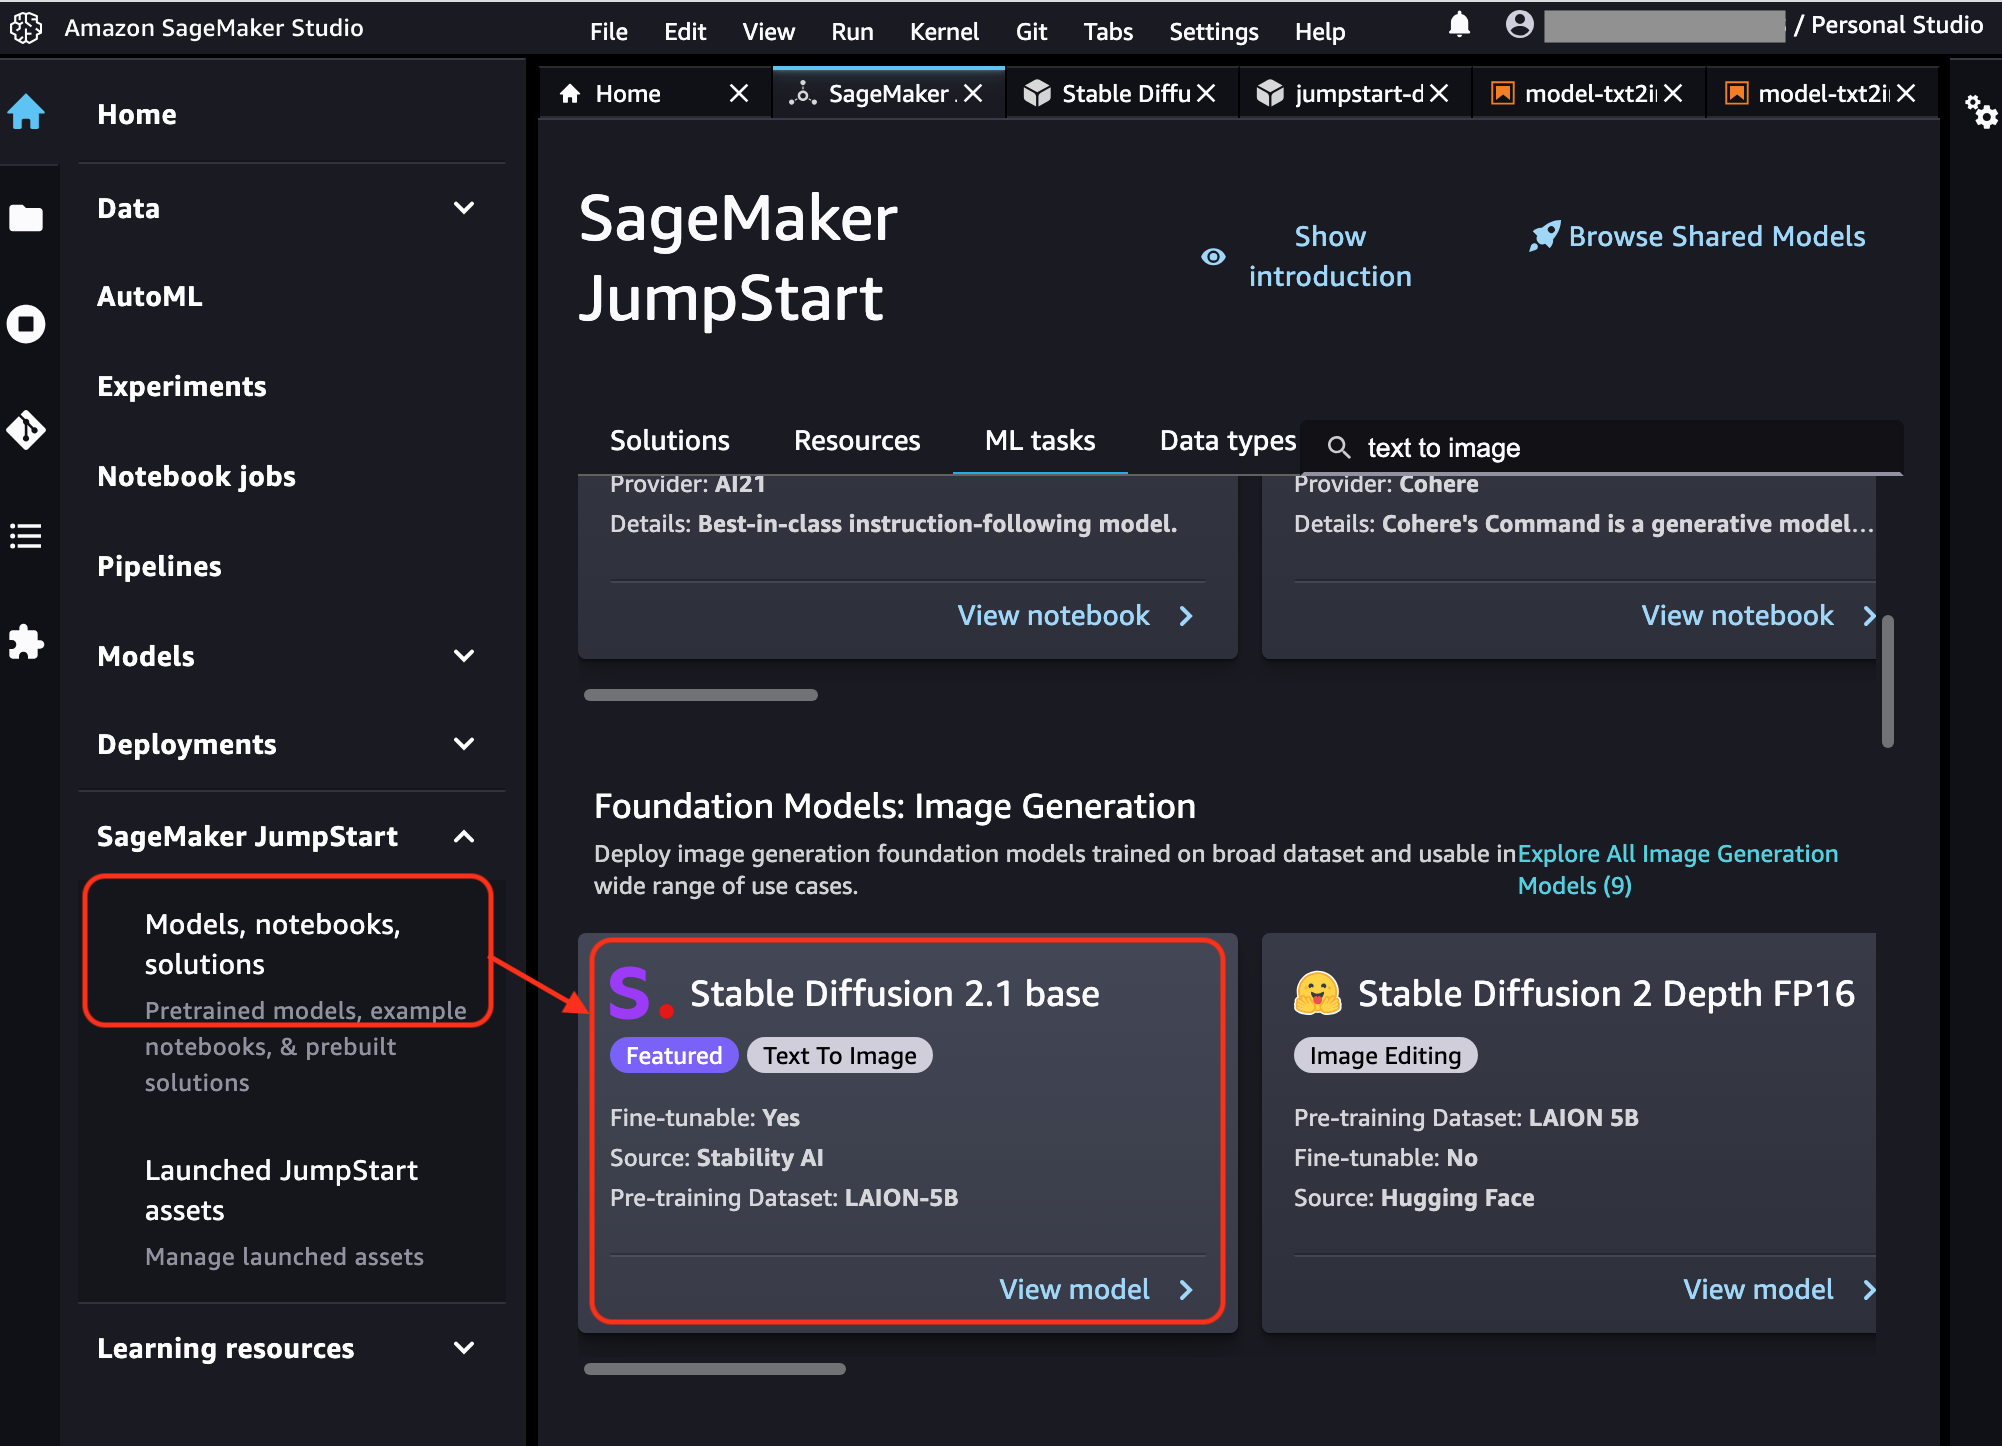 Amazon SageMaker Studio
File Edit View Run Kernel Git Tabs Settings Help
/ Personal Studio
Home
Data
AutoML
Experiments
Notebook jobs
Pipelines
Models
Deployments
SageMaker JumpStart
Models, notebooks,
solutions
Pretrained models, example
notebooks, & prebuilt
solutions
Launched JumpStart
assets
Manage launched assets
Learning resources
Home
SageMaker
Stable Diffu
jumpstart-d
model-txt2i
model-txt2i
SageMaker
JumpStart
Show
introduction
Browse Shared Models
Solutions Resources ML tasks Data types
text to image
Provider: AI21
Details: Best-in-class instruction-following model.
View notebook
Provider: Cohere
Details: Cohere's Command is a generative model...
View notebook
Foundation Models: Image Generation
Deploy image generation foundation models trained on broad dataset and usable in
wide range of use cases.
Explore All Image Generation
Models (9)
S.
Stable Diffusion 2.1 base
Featured Text To Image
Fine-tunable: Yes
Source: Stability AI
Pre-training Dataset: LAION-5B
View model
Stable Diffusion 2 Depth FP16
Image Editing
Pre-training Dataset: LAION 5B
Fine-tunable: No
Source: Hugging Face
View model